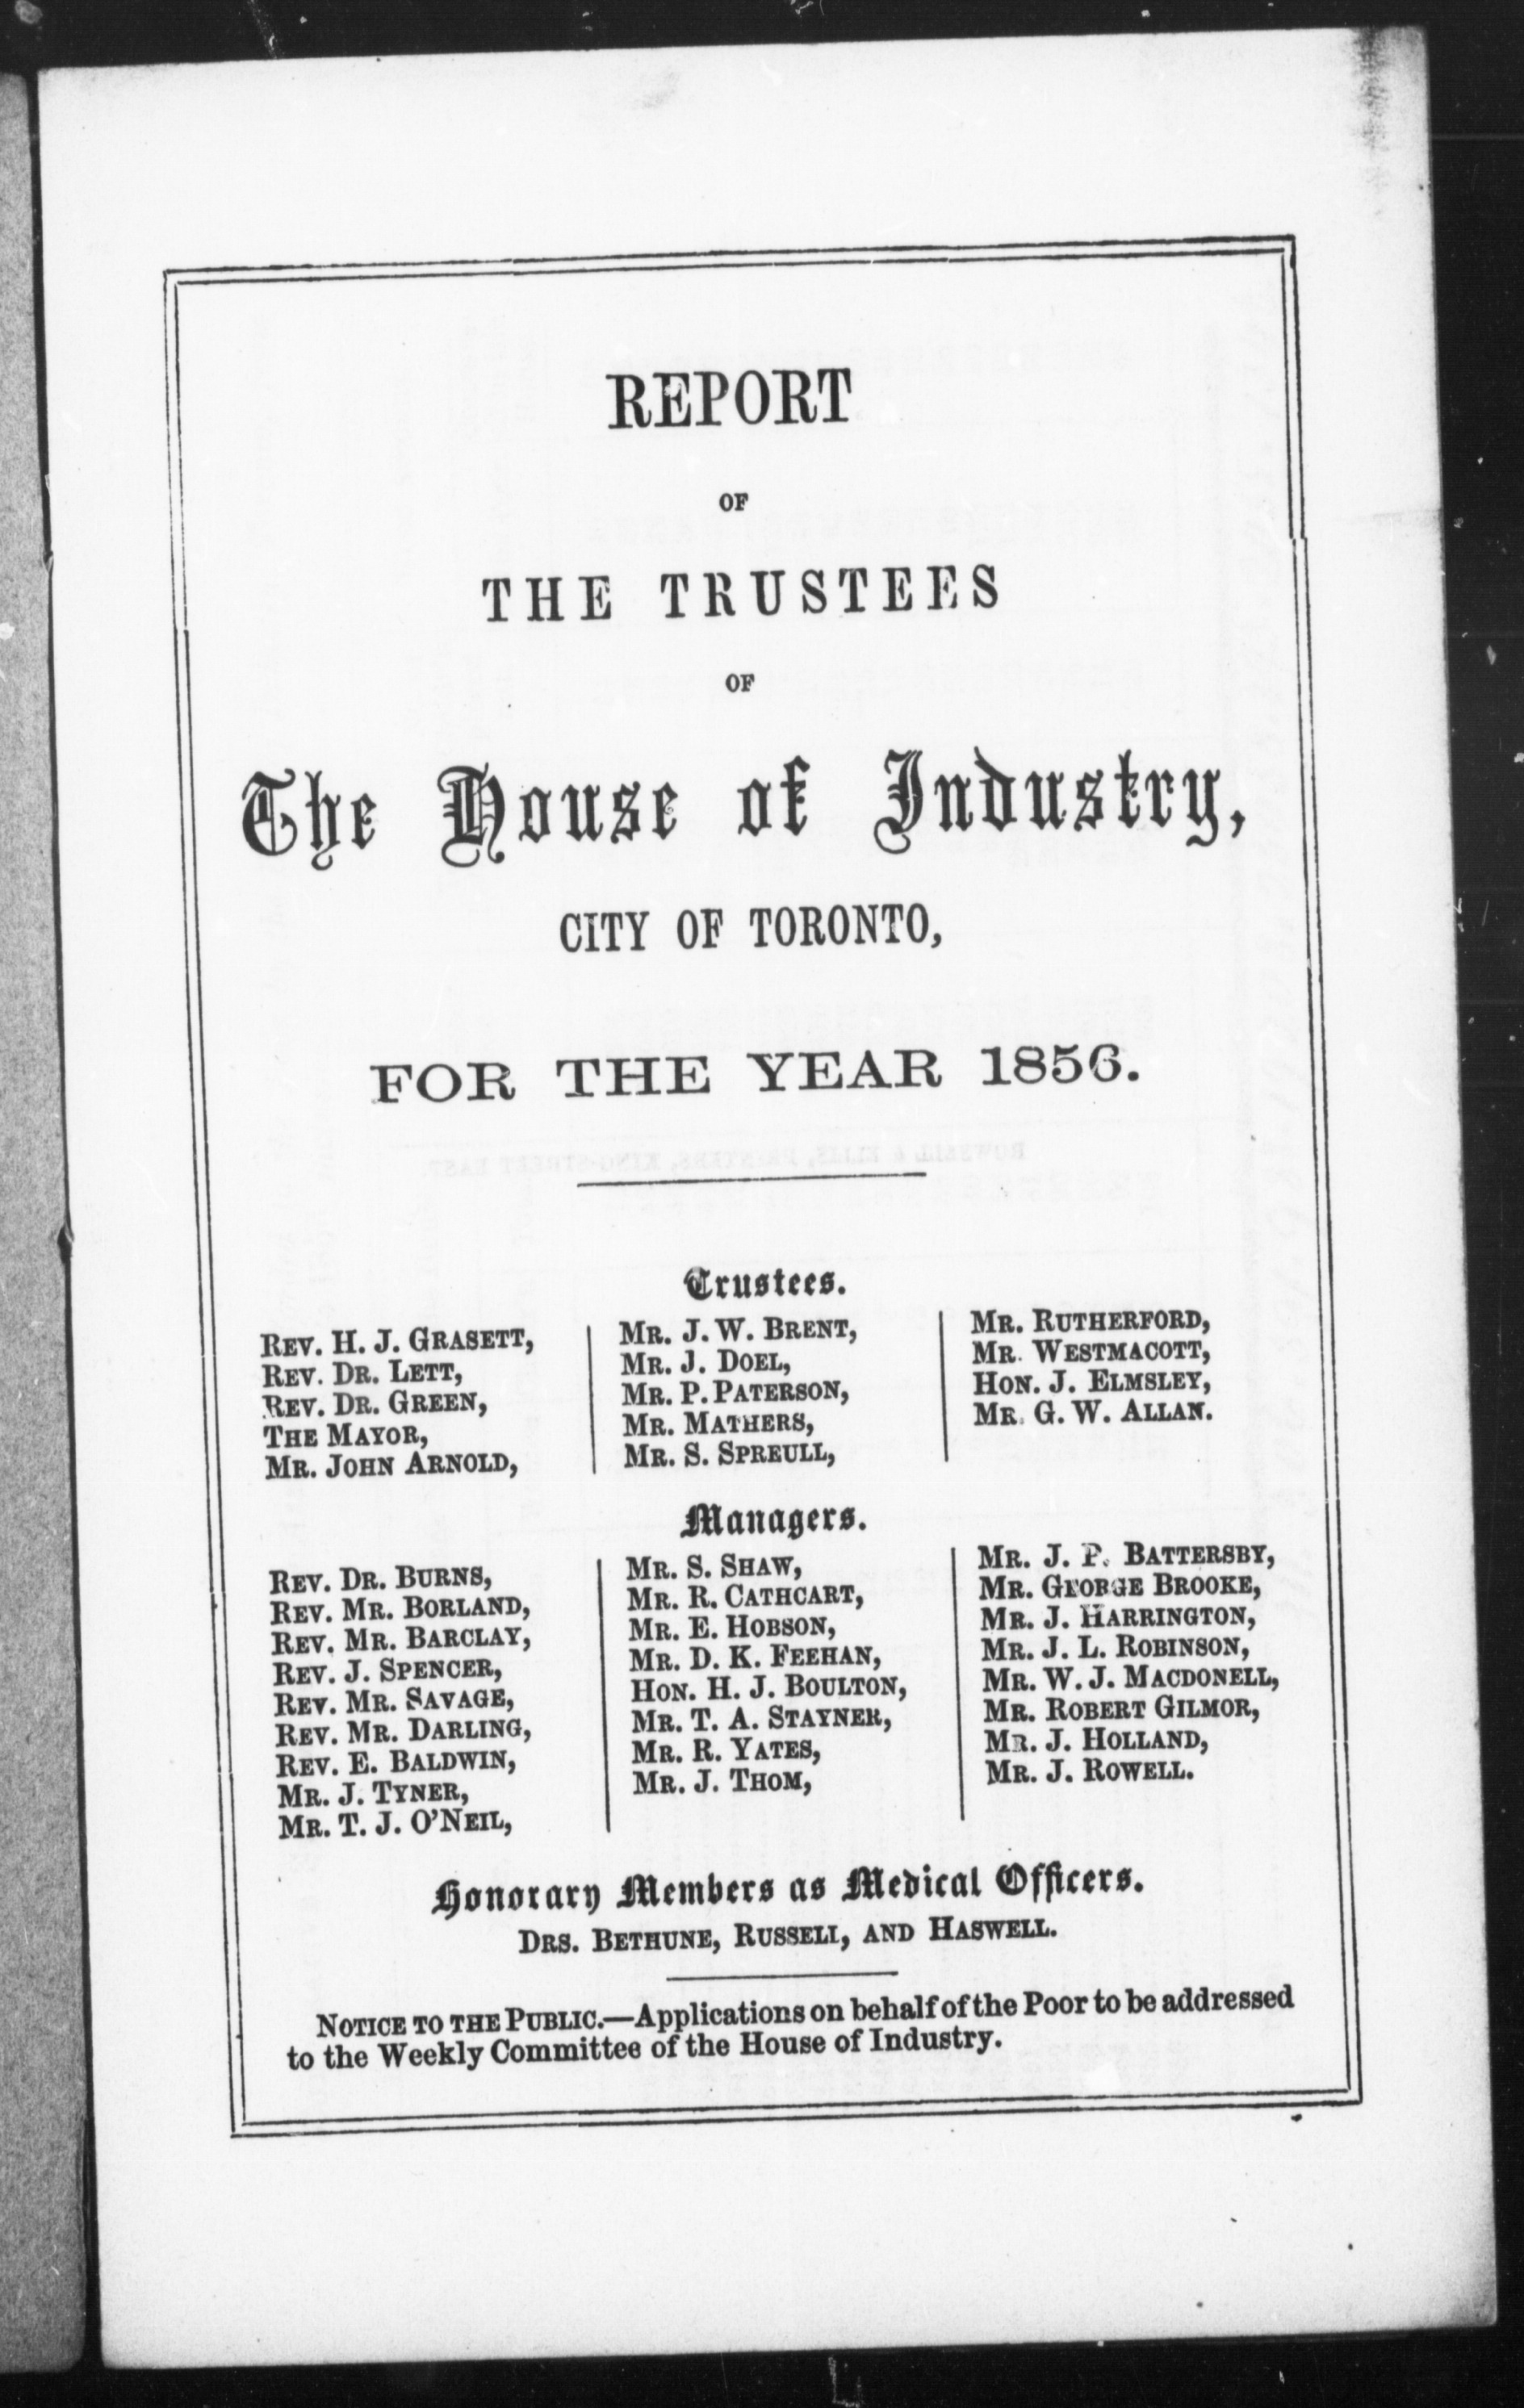 REPORT
OF
THE TRUSTEES
OF
The House of Industry,
CITY OF TORONTO,
FOR THE YEAR 1856.
Trustees.
REV. H. J. GRASETT,
REV. DR. LETT,
REV. DR. GREEN,
THE MAYOR,
MR. JOHN ARNOLD,
MR. J. W. BRENT,
MR. J. DOEL,
MR. P. PATERSON,
MR. MATHERS,
MR. S. SPREULL,
MR. RUTHERFORD,
MR. WESTMACOTT,
HON. J. ELMSLEY,
MR. G. W. ALLAN.
Managers.
REV. DR. BURNS,
REV. MR. BORLAND,
REV. MR. BARCLAY,
REV. J. SPENCER,
REV. MR. SAVAGE,
REV. MR. DARLING,
REV. E. BALDWIN,
MR. J. TYNER,
MR. T. J. O'NEIL,
MR. S. SHAW,
MR. R. CATHCART,
MR. E. HOBSON,
MR. D. K. FEEHAN,
HON. H. J. BOULTON,
MR. T. A. STAYNER,
MR. R. YATES,
MR. J. THOM,
MR. J. P. BATTERSBY,
MR. GEORGE BROOKE,
MR. J. HARRINGTON,
MR. J. L. ROBINSON,
MR. W. J. MACDONELL,
MR. ROBERT GILMOR,
MR. J. HOLLAND,
MR. J. ROWELL.
Honorary Members as Medical Officers.
DRS. BETHUNE, RUSSELL, AND HASWELL.
NOTICE TO THE PUBLIC.—Applications on behalf of the Poor to be addressed
to the Weekly Committee of the House of Industry.